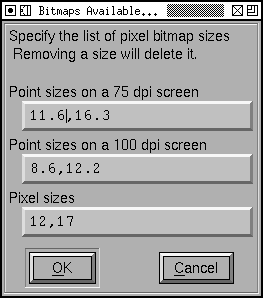 Bitmaps Available...
Specify the list of pixel bitmap sizes
Removing a size will delete it.
Point sizes on a 75 dpi screen
11.6,16.3
Point sizes on a 100 dpi screen
8.6,12.2
Pixel sizes
12,17
OK Cancel